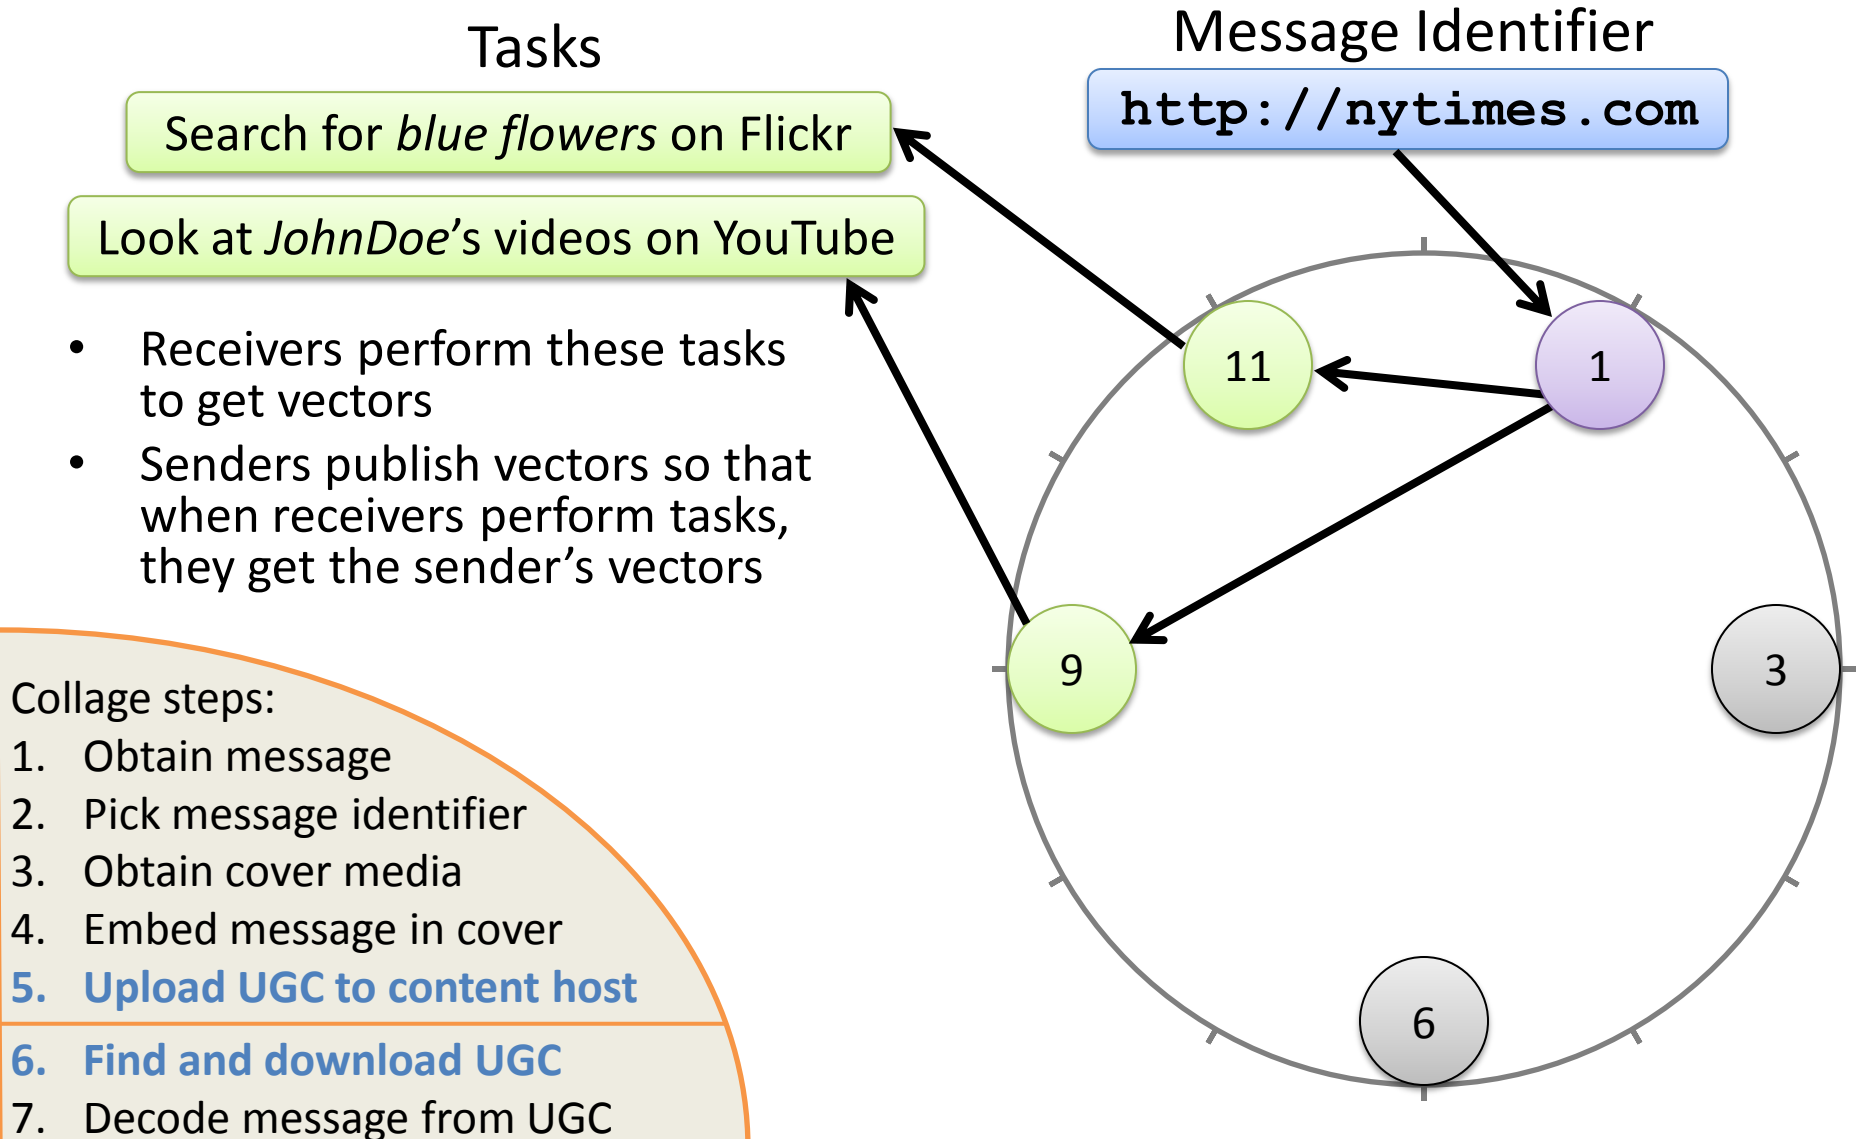 Tasks
Search for blue flowers on Flickr
Look at JohnDoe’s videos on YouTube
• Receivers perform these tasks
to get vectors
• Senders publish vectors so that
when receivers perform tasks,
they get the sender’s vectors
Message Identifier
http://nytimes.com
11
1
9
3
6
Collage steps:
1. Obtain message
2. Pick message identifier
3. Obtain cover media
4. Embed message in cover
5. Upload UGC to content host
6. Find and download UGC
7. Decode message from UGC